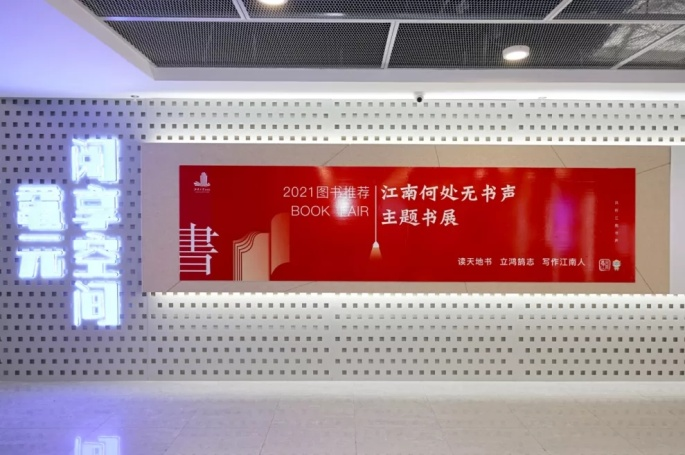 阅享空间
2021图书推荐
BOOK FAIR
江南何处无书声
主题书展
書
读天地书 立鸿鹄志 写作江南人